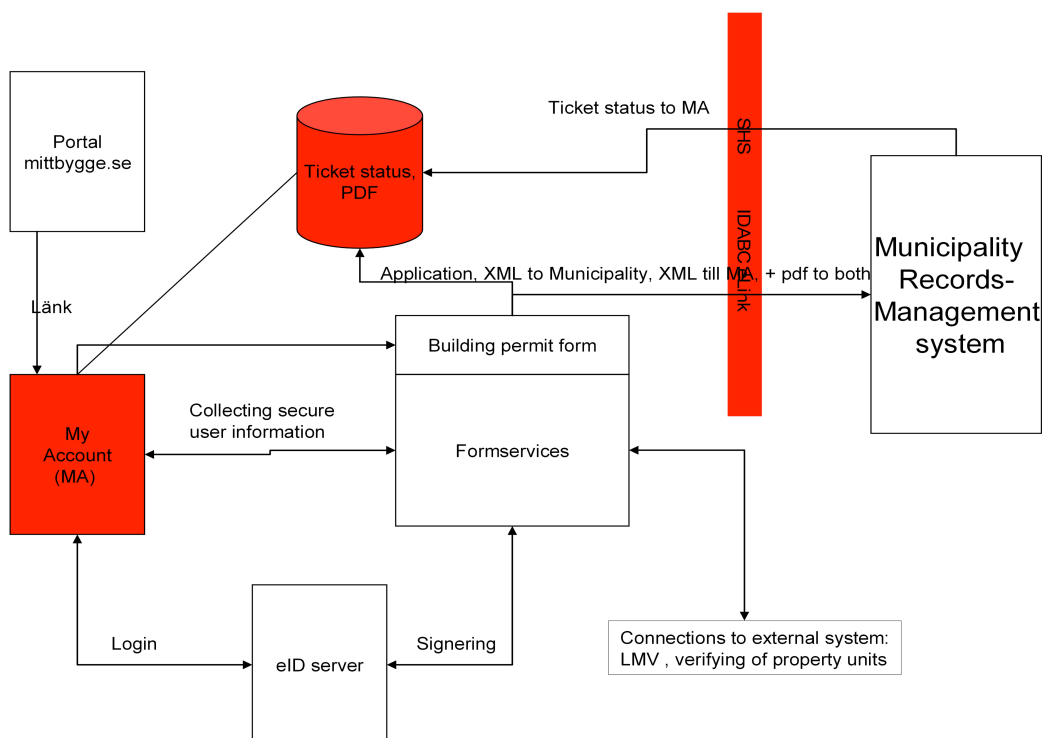 Portal
mittbygge.se
Länk
My
Account
(MA)
Ticket status,
PDF
Ticket status to MA
SHS
IDABC eLink
Application, XML to Municipality, XML till MA, + pdf to both
Municipality
Records-
Management
system
Building permit form
Formservices
Collecting secure
user information
Login
eID server
Signering
Connections to external system:
LMV , verifying of property units